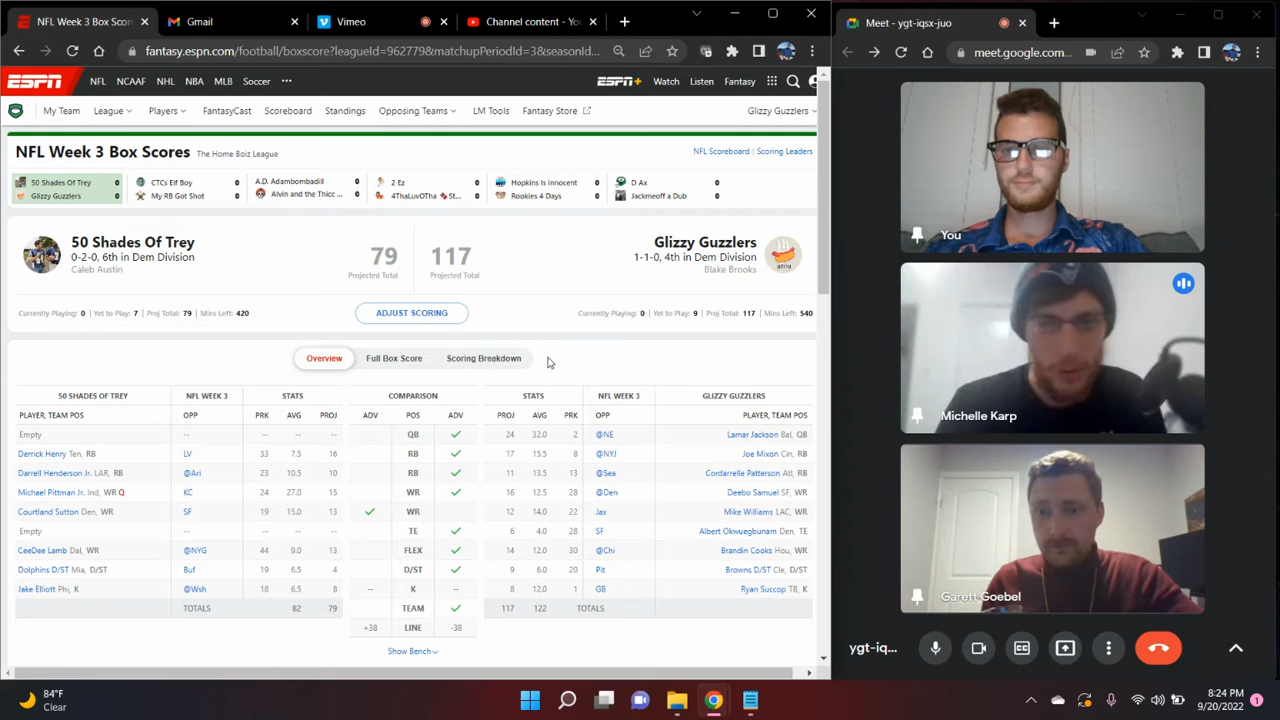 NFL Week 3 Box Scor
Gmail
Vimeo
Channel content - Yo
Meet - ygt-iqsx-juo
fantasy.espn.com/football/boxscore?leagueId=962779&matchupPeriodId=3&seasonI
meet.google.com...
ESPN NFL NCAAF NHL NBA MLB Soccer ••• ESPN+ Watch Listen Fantasy
My Team League Players FantasyCast Scoreboard Standings Opposing Teams LM Tools Fantasy Store Glizzy Guzzlers
NFL Week 3 Box Scores The Home Boiz League NFL Scoreboard | Scoring Leaders
50 Shades Of Trey 0 CTCs Elf Boy 0 A.D. Adambombadill 0 2 Ez 0 Hopkins Is innocent 0 D Ax 0
Glizzy Guzzlers 0 My RB Got Shot 0 Alvin and the Thicc ... 0 4ThaLuvOTha St... 0 Rookies 4 Days 0 Jackmeoff a Dub 0
50 Shades Of Trey 79 117 Glizzy Guzzlers
0-2-0, 6th in Dem Division 1-1-0, 4th in Dem Division
Caleb Austin Projected Total Projected Total Blake Brooks
Currently Playing: 0 Yet to Play: 7 Proj Total: 79 Mins Left: 420 ADJUST SCORING Currently Playing: 0 Yet to Play: 9 Proj Total: 117 Mins Left: 540
Overview Full Box Score Scoring Breakdown
50 SHADES OF TREY NFL WEEK 3 STATS COMPARISON STATS NFL WEEK 3 GLIZZY GUZZLERS
PLAYER, TEAM POS OPP PRK AVG PROJ ADV POS ADV PROJ AVG PRK OPP PLAYER, TEAM POS
Empty -- -- -- -- QB 24 32.0 2 @NE Lamar Jackson Bal, QB
Derrick Henry Ten, RB LV 33 7.5 16 RB 17 15.5 8 @NYJ Joe Mixon Cin, RB
Darrell Henderson Jr. LAR, RB @Ari 23 10.5 10 RB 11 13.5 13 @Sea Cordarrelle Patterson Atl, RB
Michael Pittman Jr. Ind, WR Q KC 24 27.0 15 WR 16 12.5 28 @Den Deebo Samuel SF, WR
Courtland Sutton Den, WR SF 19 15.0 13 WR 12 14.0 22 Jax Mike Williams LAC, WR
Empty -- -- -- -- TE 6 4.0 28 SF Albert Okwuegbunam Den, TE
CeeDee Lamb Dal, WR @NYG 44 9.0 13 FLEX 14 12.0 30 @Chi Brandin Cooks Hou, WR
Dolphins D/ST Mia, D/ST Buf 19 6.5 4 D/ST 9 6.0 20 Pit Browns D/ST Cle, D/ST
Jake Elliott Phi, K @Wsh 18 6.5 8 -- K -- 8 12.0 1 GB Ryan Succop TB, K
TOTALS 82 79 TEAM 117 122 TOTALS
+38 LINE -38
Show Bench
You
Michelle Karp
Garett Goebel
ygt-iq...
84°F
Clear
8:24 PM
9/20/2022
1